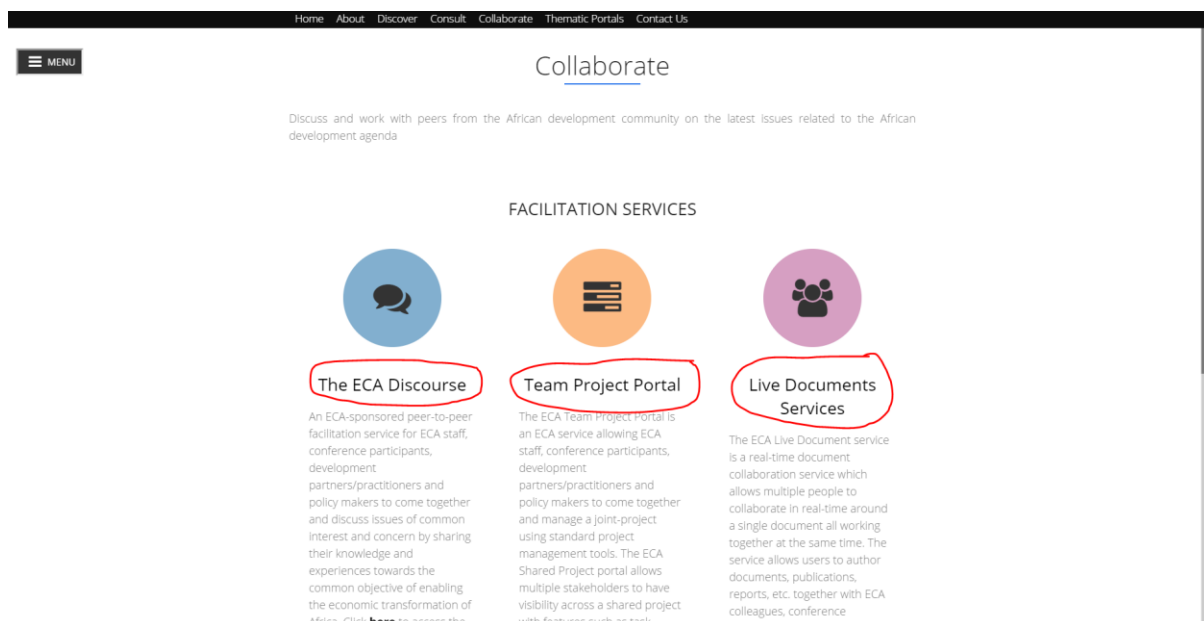 Home About Discover Consult Collaborate Thematic Portals Contact Us
MENU
Collaborate
Discuss and work with peers from the African development community on the latest issues related to the African
development agenda
FACILITATION SERVICES
The ECA Discourse
An ECA-sponsored peer-to-peer
facilitation service for ECA staff,
conference participants,
development
partners/practitioners and
policy makers to come together
and discuss issues of common
interest and concern by sharing
their knowledge and
experiences towards the
common objective of enabling
the economic transformation of
Africa. Click here to access the
Team Project Portal
The ECA Team Project Portal is
an ECA service allowing ECA
staff, conference participants,
development
partners/practitioners and
policy makers to come together
and manage a joint-project
using standard project
management tools. The ECA
Shared Project portal allows
multiple stakeholders to have
visibility across a shared project
with features such as task
Live Documents
Services
The ECA Live Document service
is a real-time document
collaboration service which
allows multiple people to
collaborate in real-time around
a single document all working
together at the same time. The
service allows users to author
documents, publications,
reports, etc. together with ECA
colleagues, conference